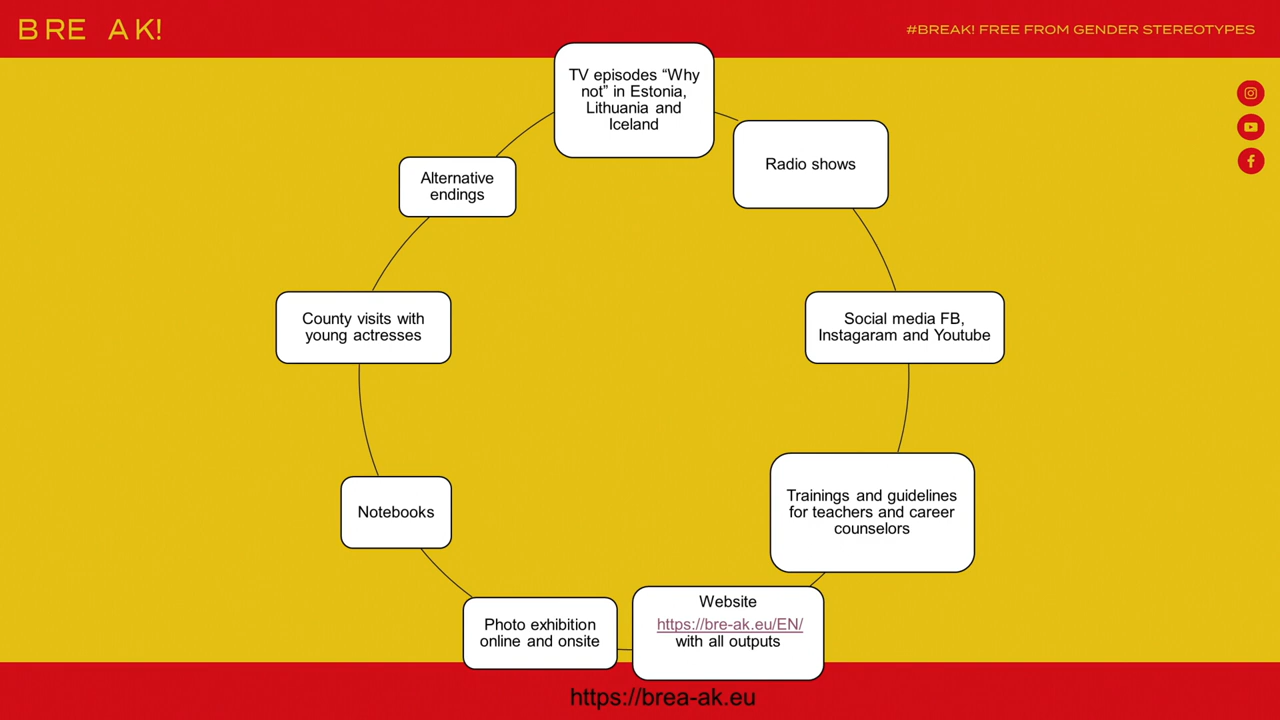 BRE AK!
#BREAK! FREE FROM GENDER STEREOTYPES
TV episodes “Why
not” in Estonia,
Lithuania and
Iceland
Radio shows
Social media FB,
Instagaram and Youtube
Trainings and guidelines
for teachers and career
counselors
Website
https://bre-ak.eu/EN/
with all outputs
Photo exhibition
online and onsite
Notebooks
County visits with
young actresses
Alternative
endings
https://brea-ak.eu